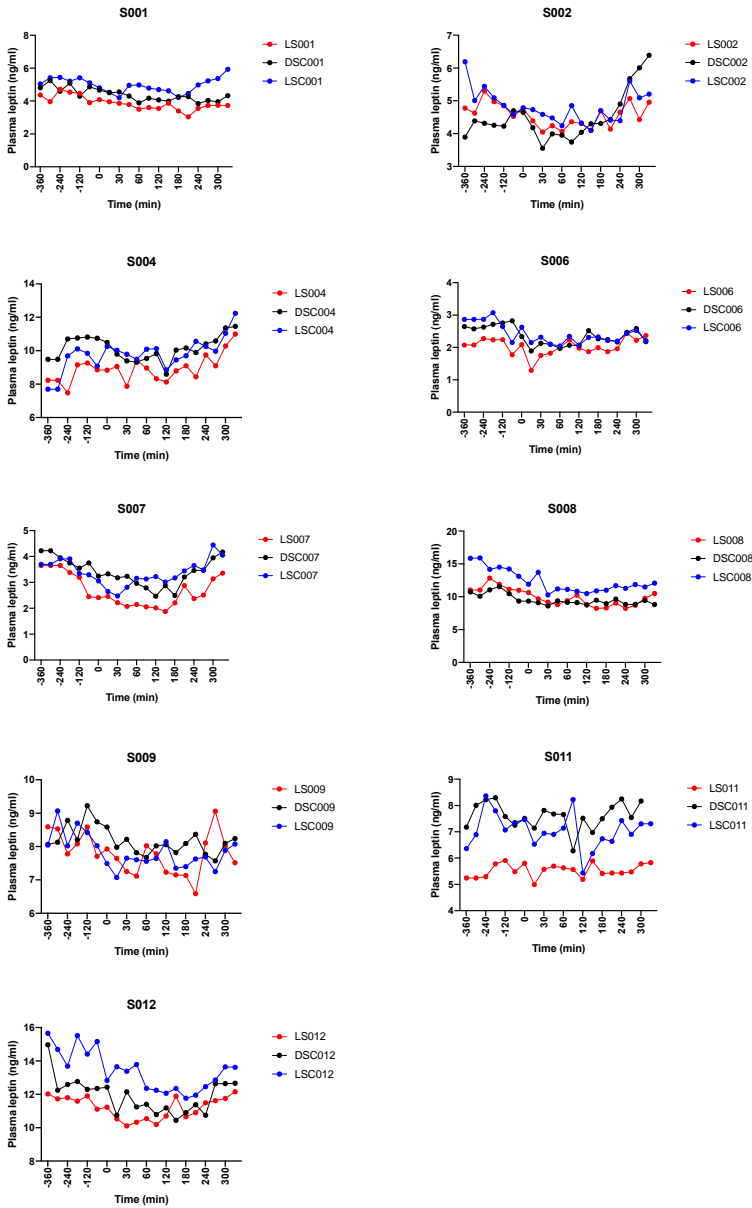 S001
Plasma leptin (ng/ml)
8
6
4
2
0
-360
-240
-120
0
30
60
120
180
240
300
Time (min)
LS001
DSC001
LSC001
S002
Plasma leptin (ng/ml)
7
6
5
4
3
2
-360
-240
-120
0
30
60
120
180
240
300
Time (min)
LS002
DSC002
LSC002
S004
Plasma leptin (ng/ml)
14
12
10
8
6
-360
-240
-120
0
30
60
120
180
240
300
Time (min)
LS004
DSC004
LSC004
S006
Plasma leptin (ng/ml)
4
3
2
1
0
-360
-240
-120
0
30
60
120
180
240
300
Time (min)
LS006
DSC006
LSC006
S007
Plasma leptin (ng/ml)
5
4
3
2
1
0
-360
-240
-120
0
30
60
120
180
240
300
Time (min)
LS007
DSC007
LSC007
S008
Plasma leptin (ng/ml)
20
15
10
5
0
-360
-240
-120
0
30
60
120
180
240
300
Time (min)
LS008
DSC008
LSC008
S009
Plasma leptin (ng/ml)
10
9
8
7
6
-360
-240
-120
0
30
60
120
180
240
300
Time (min)
LS009
DSC009
LSC009
S011
Plasma leptin (ng/ml)
9
8
7
6
5
4
-360
-240
-120
0
30
60
120
180
240
300
Time (min)
LS011
DSC011
LSC011
S012
Plasma leptin (ng/ml)
16
14
12
10
8
-360
-240
-120
0
30
60
120
180
240
300
Time (min)
LS012
DSC012
LSC012